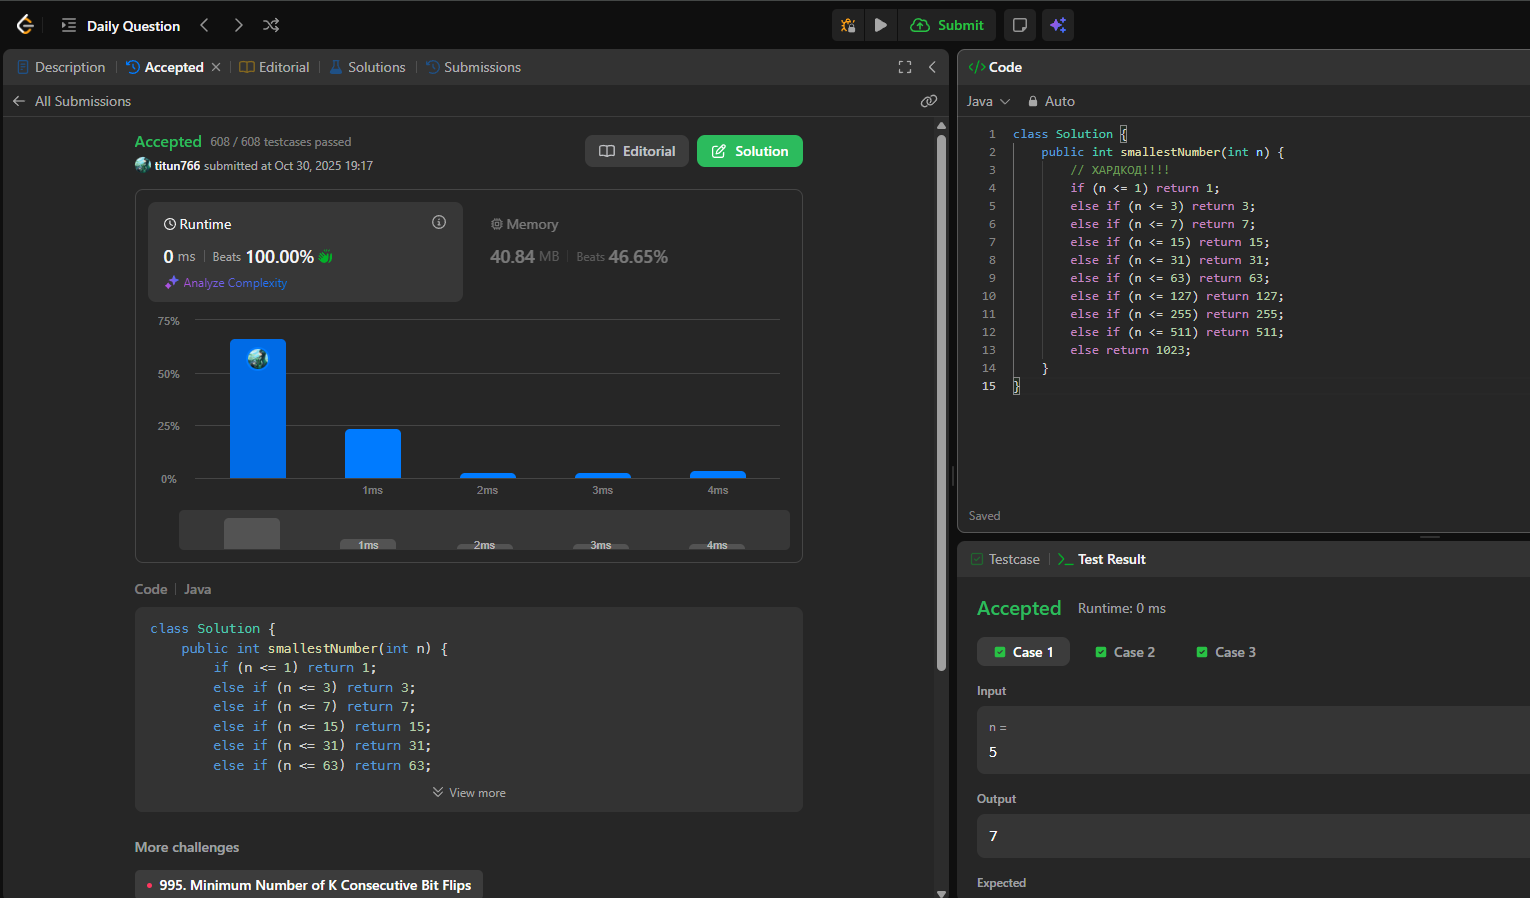 Daily Question
Submit
Description
Accepted
Editorial
Solutions
Submissions
All Submissions
Accepted 608 / 608 testcases passed
titun766 submitted at Oct 30, 2025 19:17
Editorial
Solution
Runtime
0 ms Beats 100.00%
Analyze Complexity
Memory
40.84 MB Beats 46.65%
75%
50%
25%
0%
1ms 2ms 3ms 4ms
1ms 2ms 3ms 4ms
Code Java
class Solution {
public int smallestNumber(int n) {
if (n <= 1) return 1;
else if (n <= 3) return 3;
else if (n <= 7) return 7;
else if (n <= 15) return 15;
else if (n <= 31) return 31;
else if (n <= 63) return 63;
View more
More challenges
995. Minimum Number of K Consecutive Bit Flips
</> Code
Java Auto
1 class Solution {
2 public int smallestNumber(int n) {
3 // ХАРДКОД!!!!
4 if (n <= 1) return 1;
5 else if (n <= 3) return 3;
6 else if (n <= 7) return 7;
7 else if (n <= 15) return 15;
8 else if (n <= 31) return 31;
9 else if (n <= 63) return 63;
10 else if (n <= 127) return 127;
11 else if (n <= 255) return 255;
12 else if (n <= 511) return 511;
13 else return 1023;
14 }
15 }
Saved
Testcase
Test Result
Accepted Runtime: 0 ms
Case 1 Case 2 Case 3
Input
n =
5
Output
7
Expected